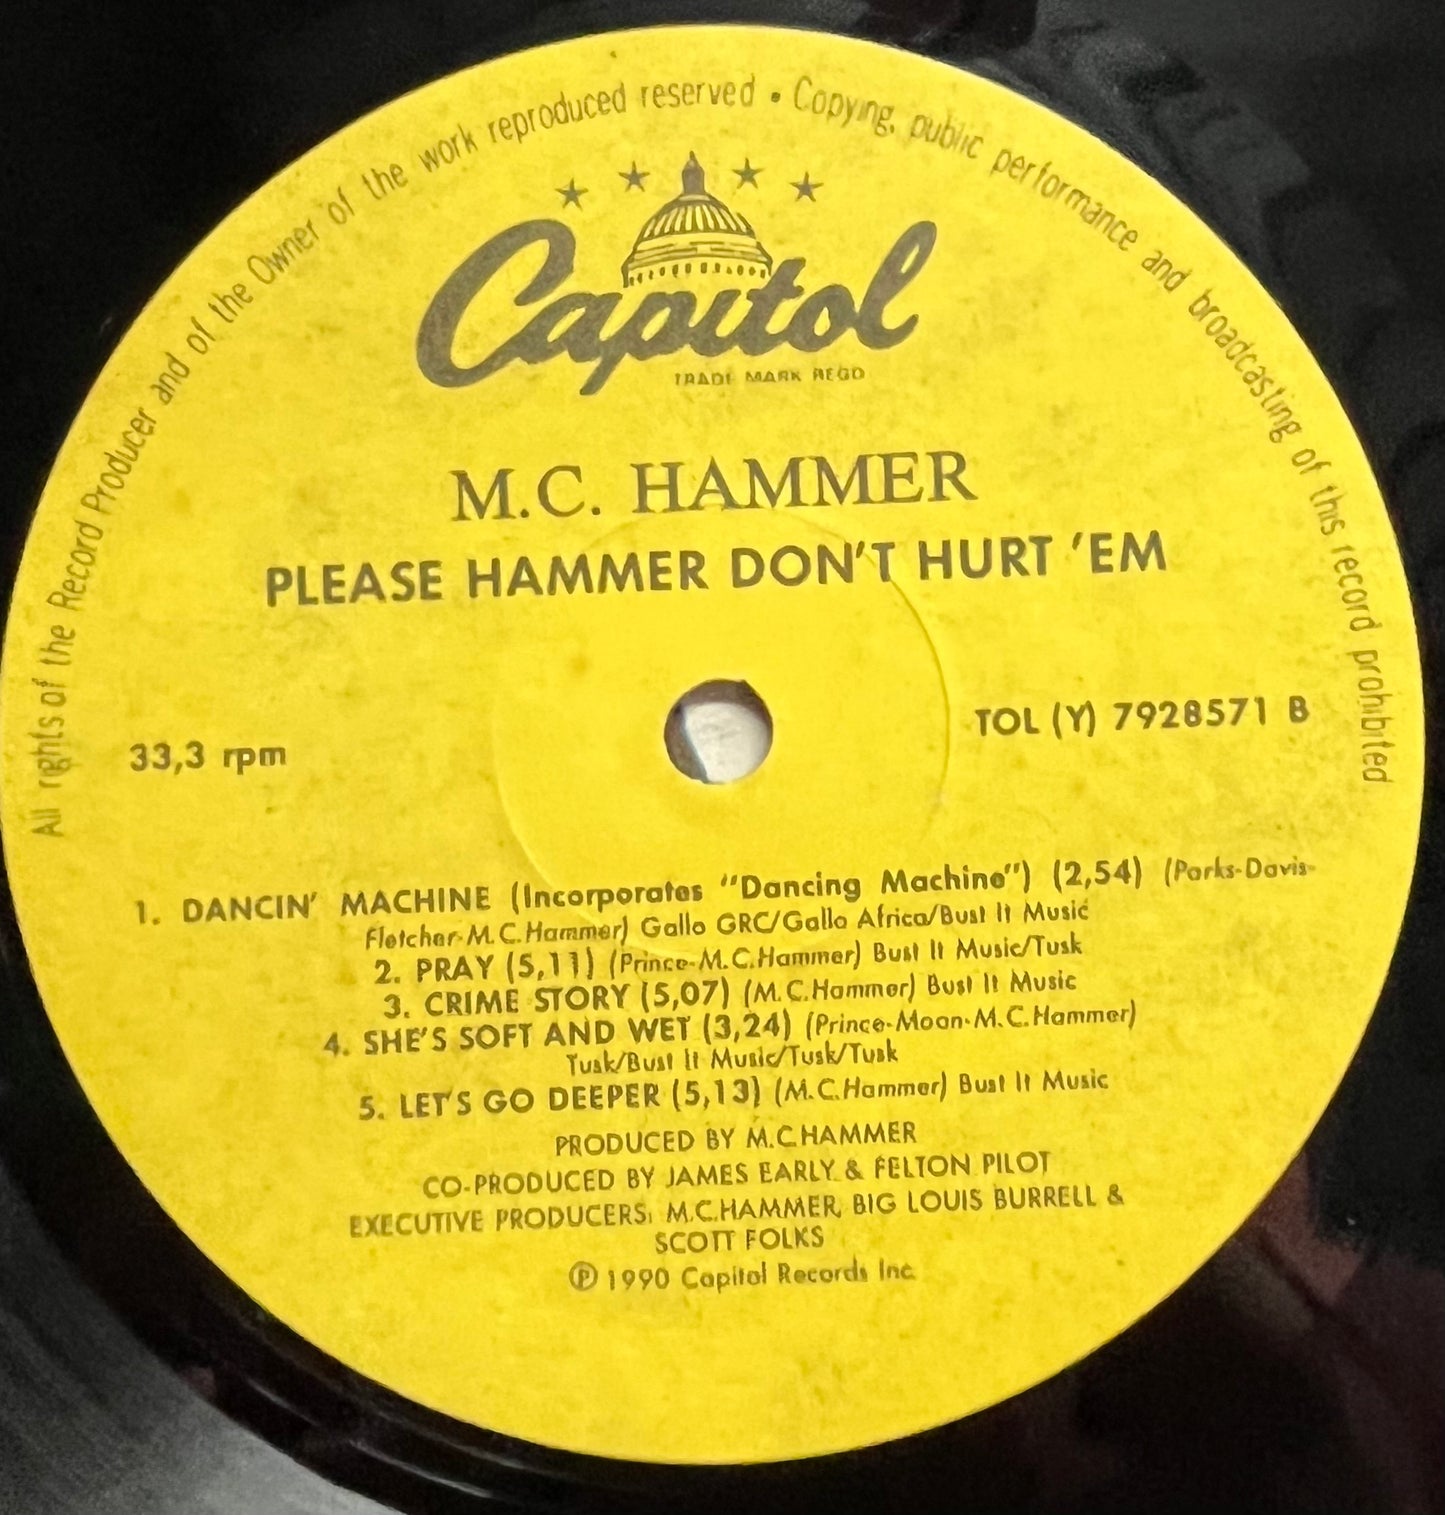 All rights of the Record Producer and of the Owner of the work reproduced reserved • Copying, public performance and broadcasting of this record prohibited
Capitol
TRADE MARK REGD
M.C. HAMMER
PLEASE HAMMER DON'T HURT 'EM
33,3 rpm
TOL (Y) 7928571 B
1. DANCIN' MACHINE (Incorporates "Dancing Machine") (2,54) (Parks-Davis-
Fletcher-M.C.Hammer) Gallo GRC/Gallo Africa/Bust It Music
2. PRAY (5,11) (Prince-M.C.Hammer) Bust It Music/Tusk
3. CRIME STORY (5,07) (M.C.Hammer) Bust It Music
4. SHE'S SOFT AND WET (3,24) (Prince-Moon-M.C.Hammer)
Tusk/Bust It Music/Tusk/Tusk
5. LET'S GO DEEPER (5,13) (M.C.Hammer) Bust It Music
PRODUCED BY M.C.HAMMER
CO-PRODUCED BY JAMES EARLY & FELTON PILOT
EXECUTIVE PRODUCERS: M.C.HAMMER, BIG LOUIS BURRELL &
SCOTT FOLKS
℗ 1990 Capitol Records Inc.